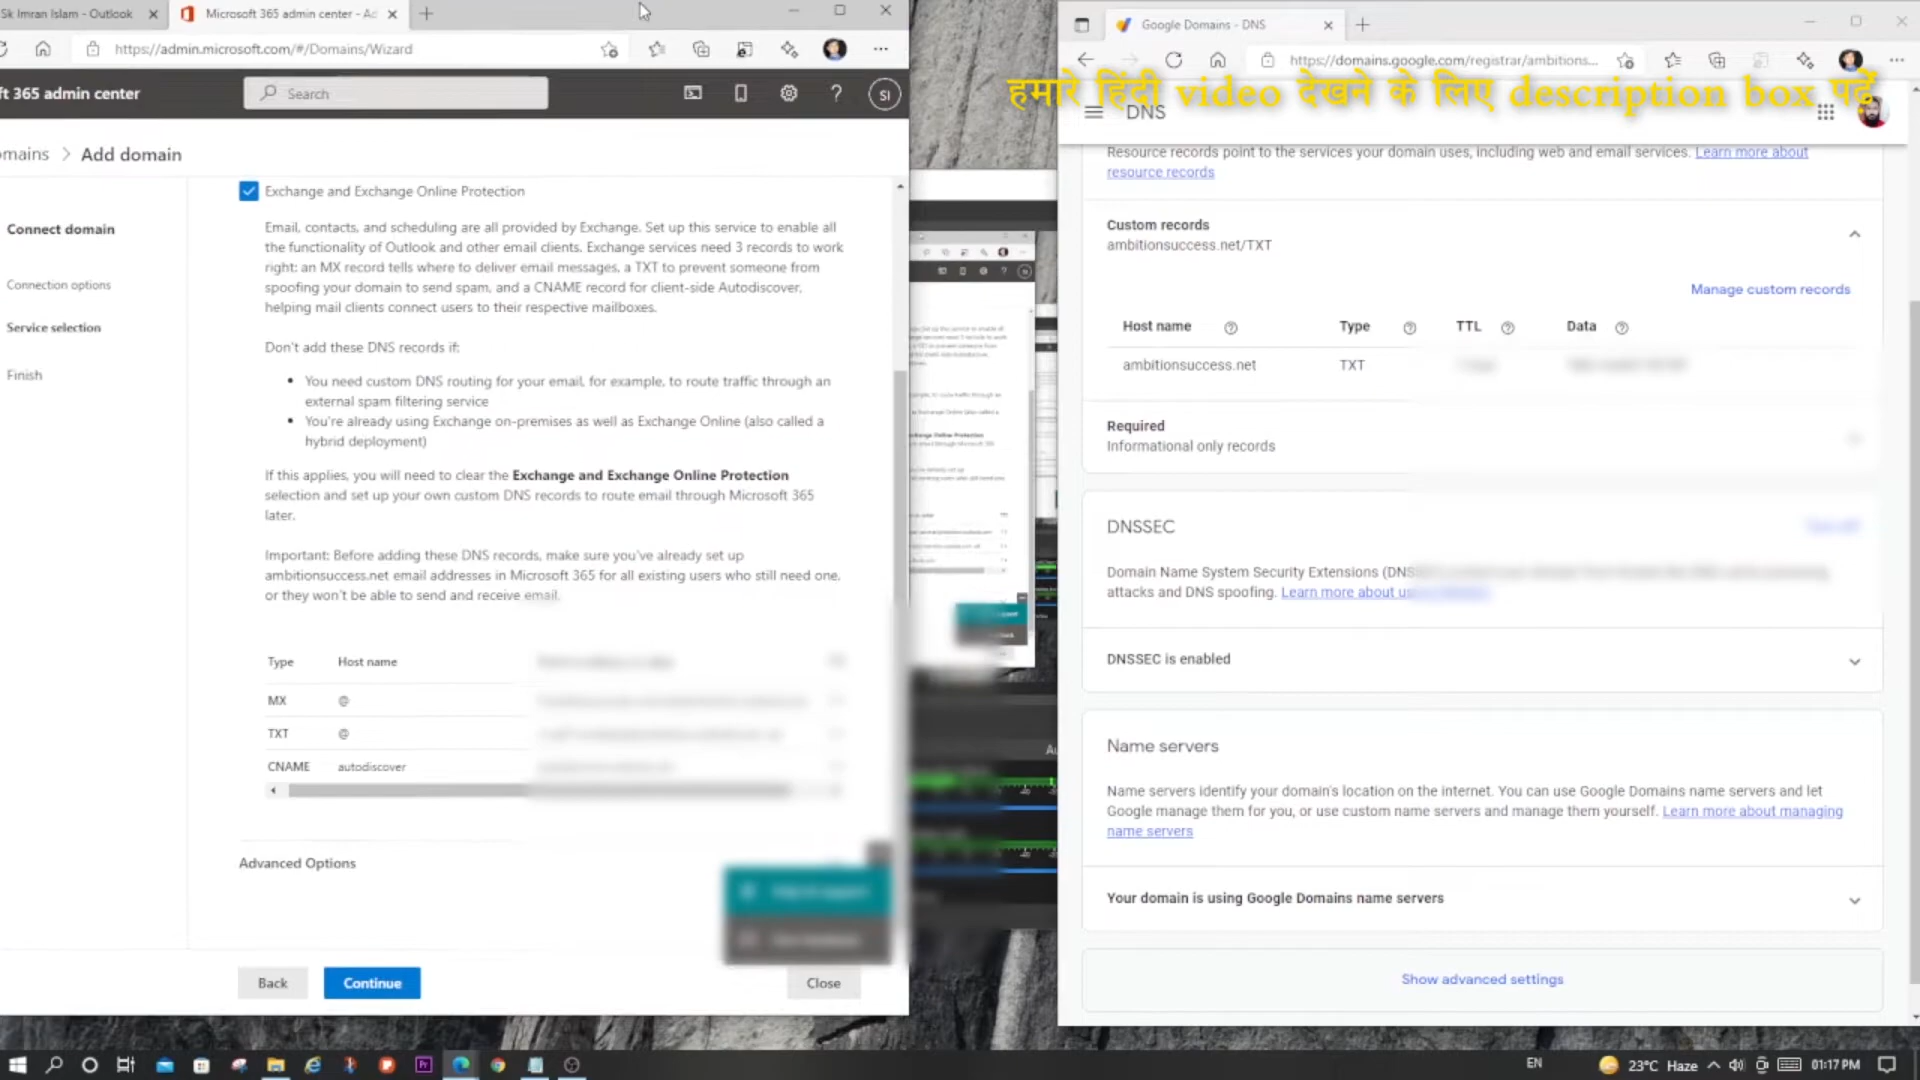 Sk Imran Islam - Outlook
Microsoft 365 admin center - Ad
https://admin.microsoft.com/#/Domains/Wizard
ft 365 admin center
Search
SI
omains > Add domain
Connect domain
Connection options
Service selection
Finish
Exchange and Exchange Online Protection
Email, contacts, and scheduling are all provided by Exchange. Set up this service to enable all
the functionality of Outlook and other email clients. Exchange services need 3 records to work
right: an MX record tells where to deliver email messages, a TXT to prevent someone from
spoofing your domain to send spam, and a CNAME record for client-side Autodiscover,
helping mail clients connect users to their respective mailboxes.
Don't add these DNS records if:
• You need custom DNS routing for your email, for example, to route traffic through an
external spam filtering service
• You're already using Exchange on-premises as well as Exchange Online (also called a
hybrid deployment)
If this applies, you will need to clear the Exchange and Exchange Online Protection
selection and set up your own custom DNS records to route email through Microsoft 365
later.
Important: Before adding these DNS records, make sure you've already set up
ambitionsuccess.net email addresses in Microsoft 365 for all existing users who still need one,
or they won't be able to send and receive email.
Type Host name
MX @
TXT @
CNAME autodiscover
Advanced Options
Back
Continue
Close
Google Domains - DNS
https://domains.google.com/registrar/ambitions...
हमारे हिंदी video देखने के लिए description box पढ़ें
DNS
Resource records point to the services your domain uses, including web and email services. Learn more about
resource records
Custom records
ambitionsuccess.net/TXT
Manage custom records
Host name Type TTL Data
ambitionsuccess.net TXT
Required
Informational only records
DNSSEC
Domain Name System Security Extensions
attacks and DNS spoofing. Learn more about
DNSSEC is enabled
Name servers
Name servers identify your domain's location on the internet. You can use Google Domains name servers and let
Google manage them for you, or use custom name servers and manage them yourself. Learn more about managing
name servers
Your domain is using Google Domains name servers
Show advanced settings
EN
23°C Haze
01:17 PM